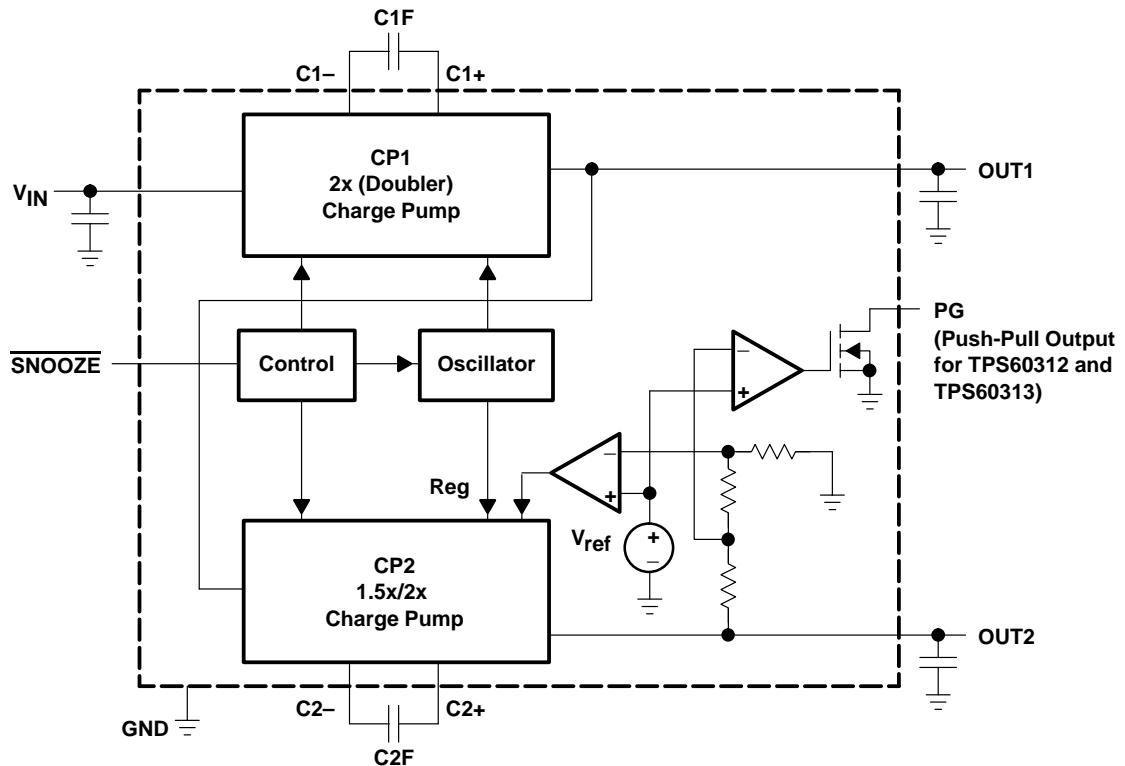 C1F
C1–
C1+
CP1
2x (Doubler)
Charge Pump
VIN
OUT1
SNOOZE
Control
Oscillator
–
+
PG
(Push-Pull Output
for TPS60312 and
TPS60313)
Reg
–
+
Vref
+
–
CP2
1.5x/2x
Charge Pump
OUT2
GND
C2–
C2+
C2F